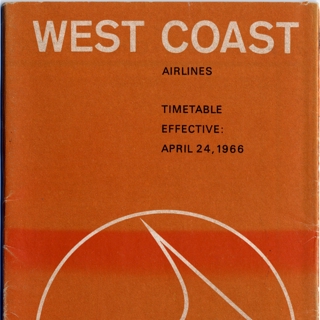 WEST COAST
AIRLINES
TIMETABLE
EFFECTIVE:
APRIL 24, 1966